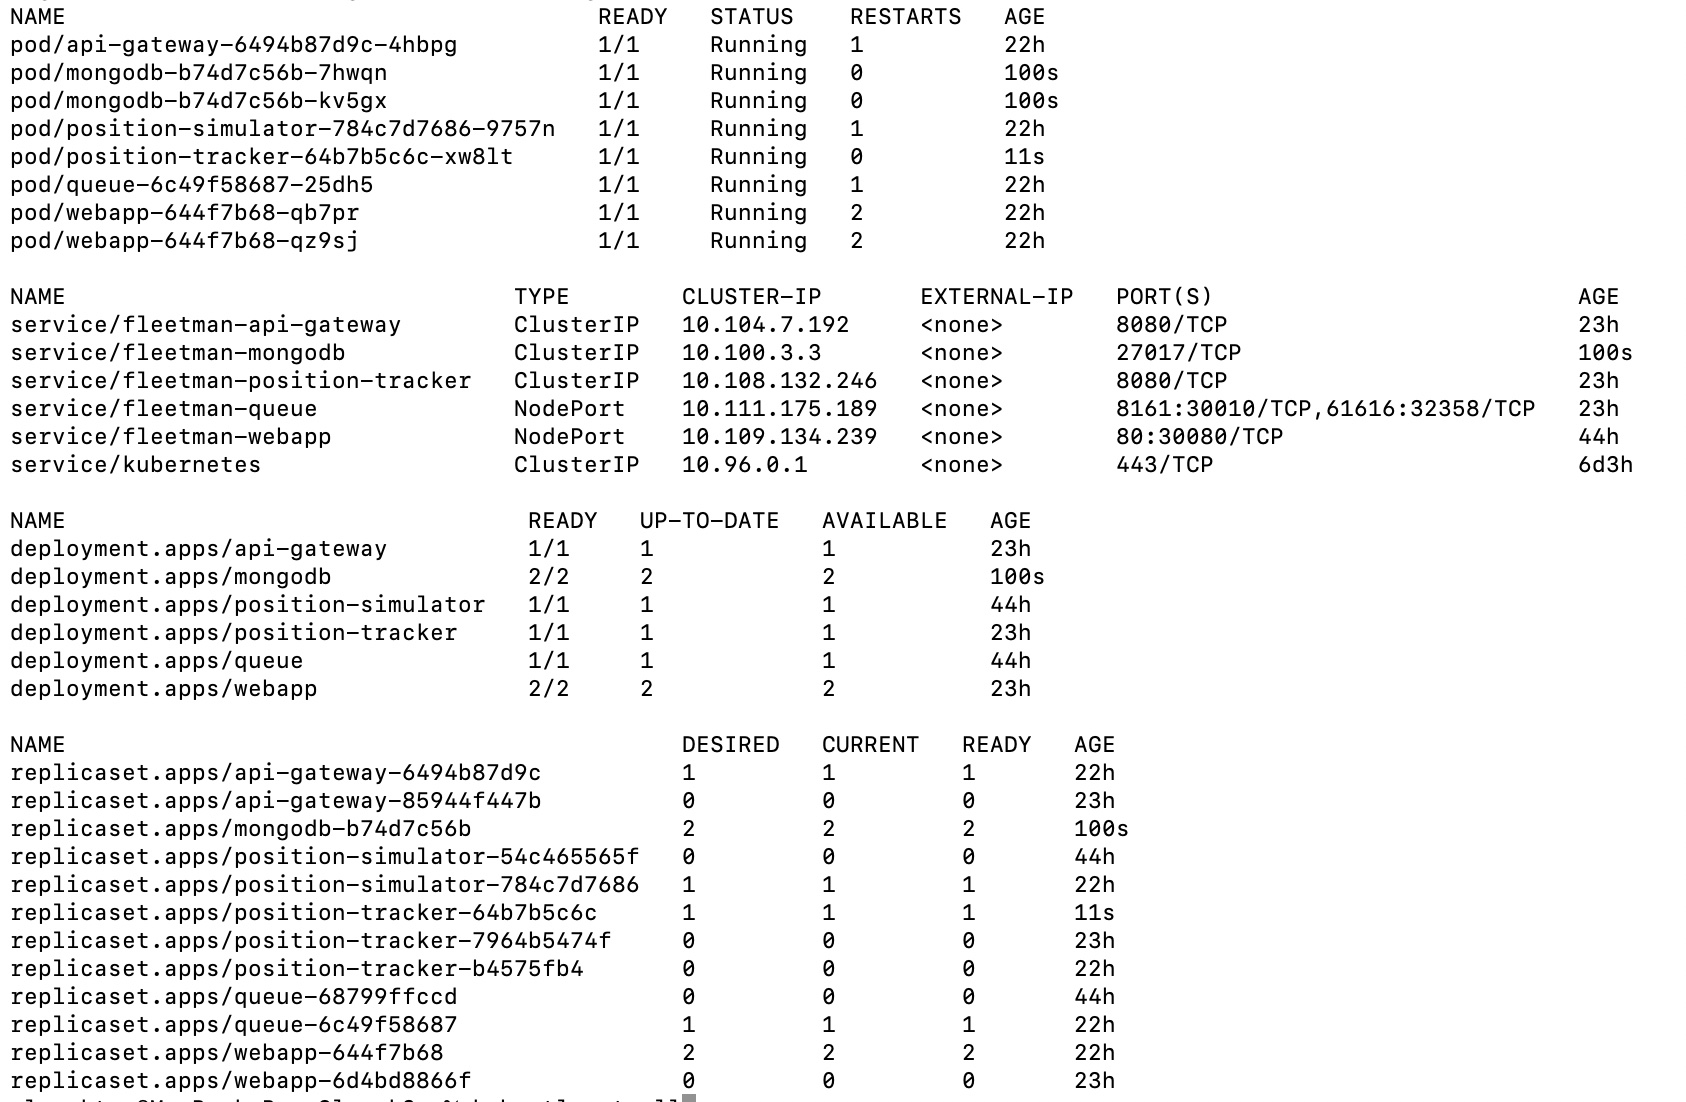 NAME READY STATUS RESTARTS AGE
pod/api-gateway-6494b87d9c-4hbpg 1/1 Running 1 22h
pod/mongodb-b74d7c56b-7hwqn 1/1 Running 0 100s
pod/mongodb-b74d7c56b-kv5gx 1/1 Running 0 100s
pod/position-simulator-784c7d7686-9757n 1/1 Running 1 22h
pod/position-tracker-64b7b5c6c-xw8lt 1/1 Running 0 11s
pod/queue-6c49f58687-25dh5 1/1 Running 1 22h
pod/webapp-644f7b68-qb7pr 1/1 Running 2 22h
pod/webapp-644f7b68-qz9sj 1/1 Running 2 22h
NAME TYPE CLUSTER-IP EXTERNAL-IP PORT(S) AGE
service/fleetman-api-gateway ClusterIP 10.104.7.192 <none> 8080/TCP 23h
service/fleetman-mongodb ClusterIP 10.100.3.3 <none> 27017/TCP 100s
service/fleetman-position-tracker ClusterIP 10.108.132.246 <none> 8080/TCP 23h
service/fleetman-queue NodePort 10.111.175.189 <none> 8161:30010/TCP,61616:32358/TCP 23h
service/fleetman-webapp NodePort 10.109.134.239 <none> 80:30080/TCP 44h
service/kubernetes ClusterIP 10.96.0.1 <none> 443/TCP 6d3h
NAME READY UP-TO-DATE AVAILABLE AGE
deployment.apps/api-gateway 1/1 1 1 23h
deployment.apps/mongodb 2/2 2 2 100s
deployment.apps/position-simulator 1/1 1 1 44h
deployment.apps/position-tracker 1/1 1 1 23h
deployment.apps/queue 1/1 1 1 44h
deployment.apps/webapp 2/2 2 2 23h
NAME DESIRED CURRENT READY AGE
replicaset.apps/api-gateway-6494b87d9c 1 1 1 22h
replicaset.apps/api-gateway-85944f447b 0 0 0 23h
replicaset.apps/mongodb-b74d7c56b 2 2 2 100s
replicaset.apps/position-simulator-54c465565f 0 0 0 44h
replicaset.apps/position-simulator-784c7d7686 1 1 1 22h
replicaset.apps/position-tracker-64b7b5c6c 1 1 1 11s
replicaset.apps/position-tracker-7964b5474f 0 0 0 23h
replicaset.apps/position-tracker-b4575fb4 0 0 0 22h
replicaset.apps/queue-68799ffccd 0 0 0 44h
replicaset.apps/queue-6c49f58687 1 1 1 22h
replicaset.apps/webapp-644f7b68 2 2 2 22h
replicaset.apps/webapp-6d4bd8866f 0 0 0 23h